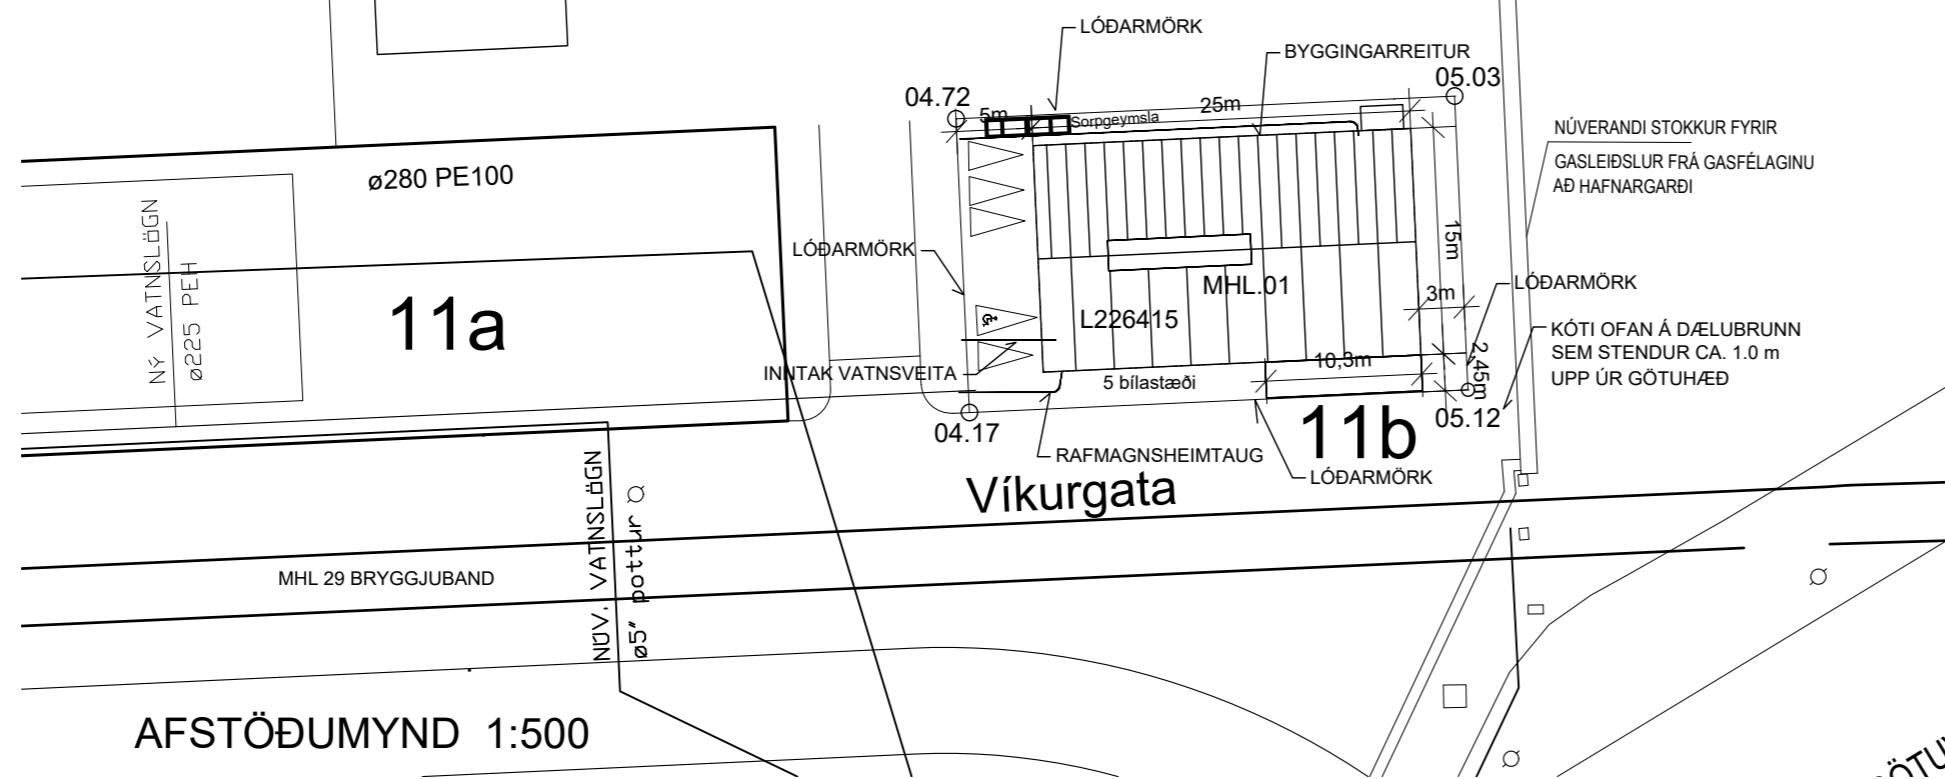 LÓÐARMÖRK
BYGGINGARREITUR
05.03
04.72
5m
25m
Sorpgeymsla
NÚVERANDI STOKKUR FYRIR
GASLEIÐSLUR FRÁ GASFÉLAGINU
AÐ HAFNARGARÐI
ø280 PE100
NÝ VATNSLÖGN
ø225 PEH
LÓÐARMÖRK
15m
MHL.01
3m
LÓÐARMÖRK
11a
L226415
KÓTI OFAN Á DÆLUBRUNN
SEM STENDUR CA. 1.0 m
UPP ÚR GÖTUHÆÐ
INNTAK VATNSVEITA
5 bílastæði
10,3m
2,45m
04.17
11b
05.12
RAFMAGNSHEIMTAUG
LÓÐARMÖRK
Víkurgata
NÚV. VATNSLÖGN
ø5" pottur
MHL 29 BRYGGJUBAND
AFSTÖÐUMYND 1:500